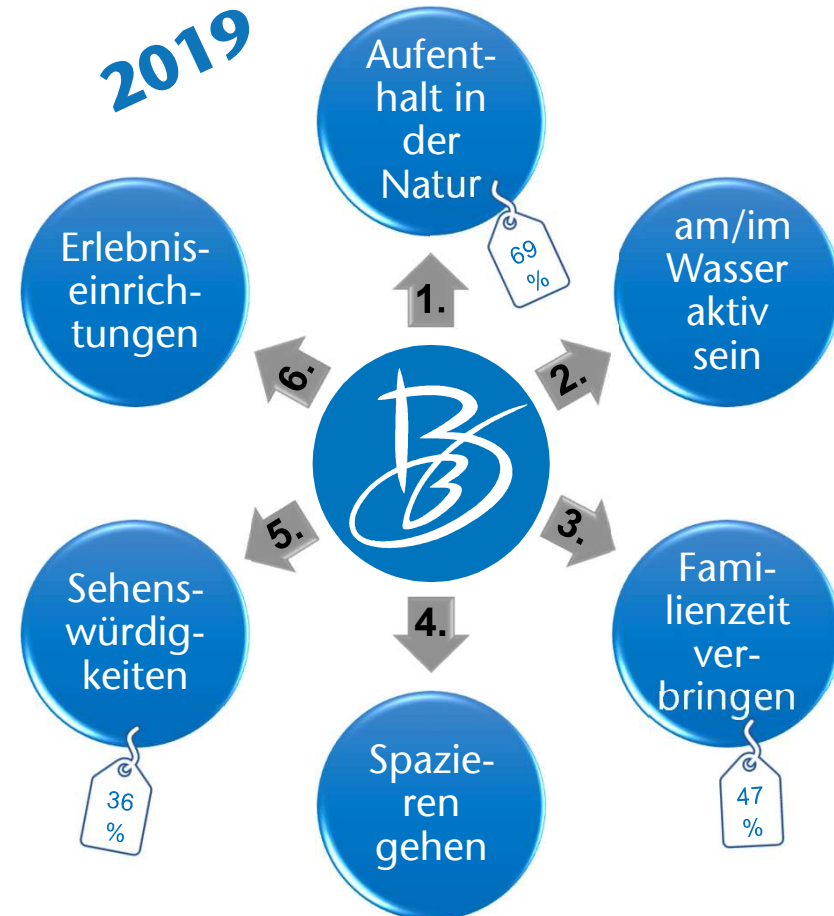 2019
Aufent-
halt in
der
Natur
69
%
1.
am/im
Wasser
aktiv
sein
2.
Fami-
lienzeit
ver-
bringen
47
%
3.
Spazie-
ren
gehen
4.
Sehens-
würdig-
keiten
36
%
5.
Erlebnis-
einrich-
tungen
6.